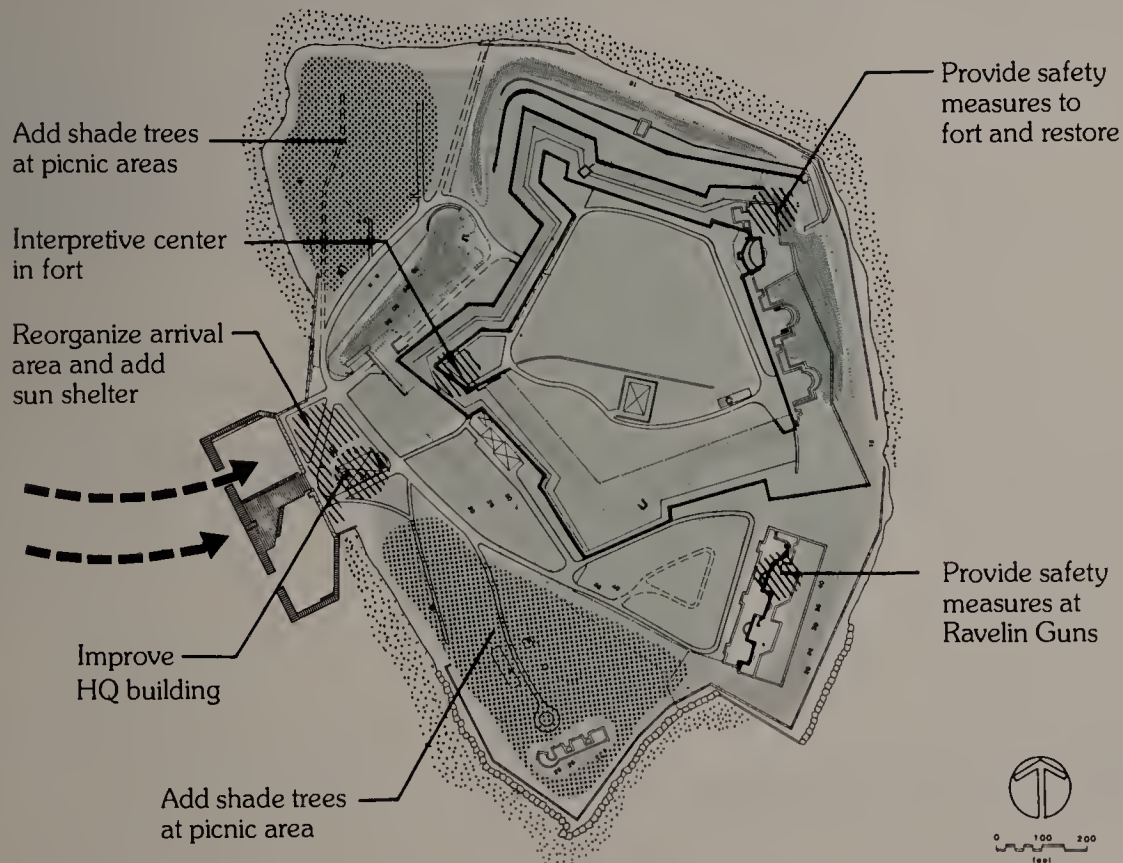 Add shade trees
at picnic areas
Interpretive center
in fort
Reorganize arrival
area and add
sun shelter
Improve
HQ building
Add shade trees
at picnic area
Provide safety
measures to
fort and restore
Provide safety
measures at
Ravelin Guns
0 100 200
feet